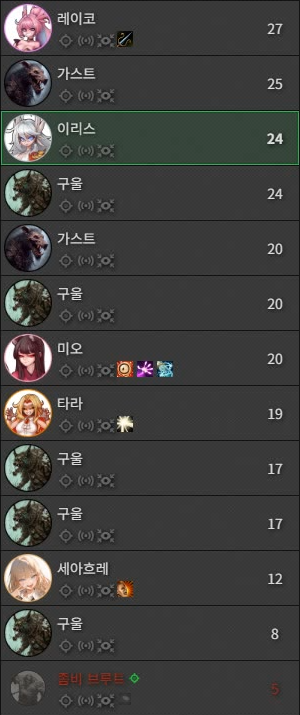 레이코 27
가스트 25
이리스 24
구울 24
가스트 20
구울 20
미오 20
타라 19
구울 17
구울 17
세아흐레 12
구울 8
좀비 브루트 5